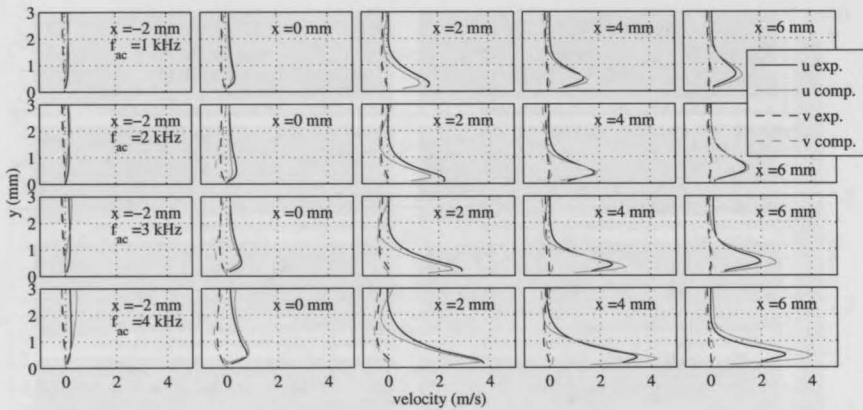 3 x =−2 mm x =0 mm x =2 mm x =4 mm x =6 mm
2 f_ac =1 kHz
1
0
u exp.
u comp.
v exp.
v comp.
3 x =−2 mm x =0 mm x =2 mm x =4 mm
2 f_ac =2 kHz
1 x =6 mm
0
y (mm)
3 x =−2 mm x =0 mm x =2 mm x =4 mm x =6 mm
2 f_ac =3 kHz
1
0
3 x =−2 mm x =0 mm x =2 mm x =4 mm x =6 mm
2 f_ac =4 kHz
1
0
0 2 4 0 2 4 0 2 4 0 2 4 0 2 4
velocity (m/s)